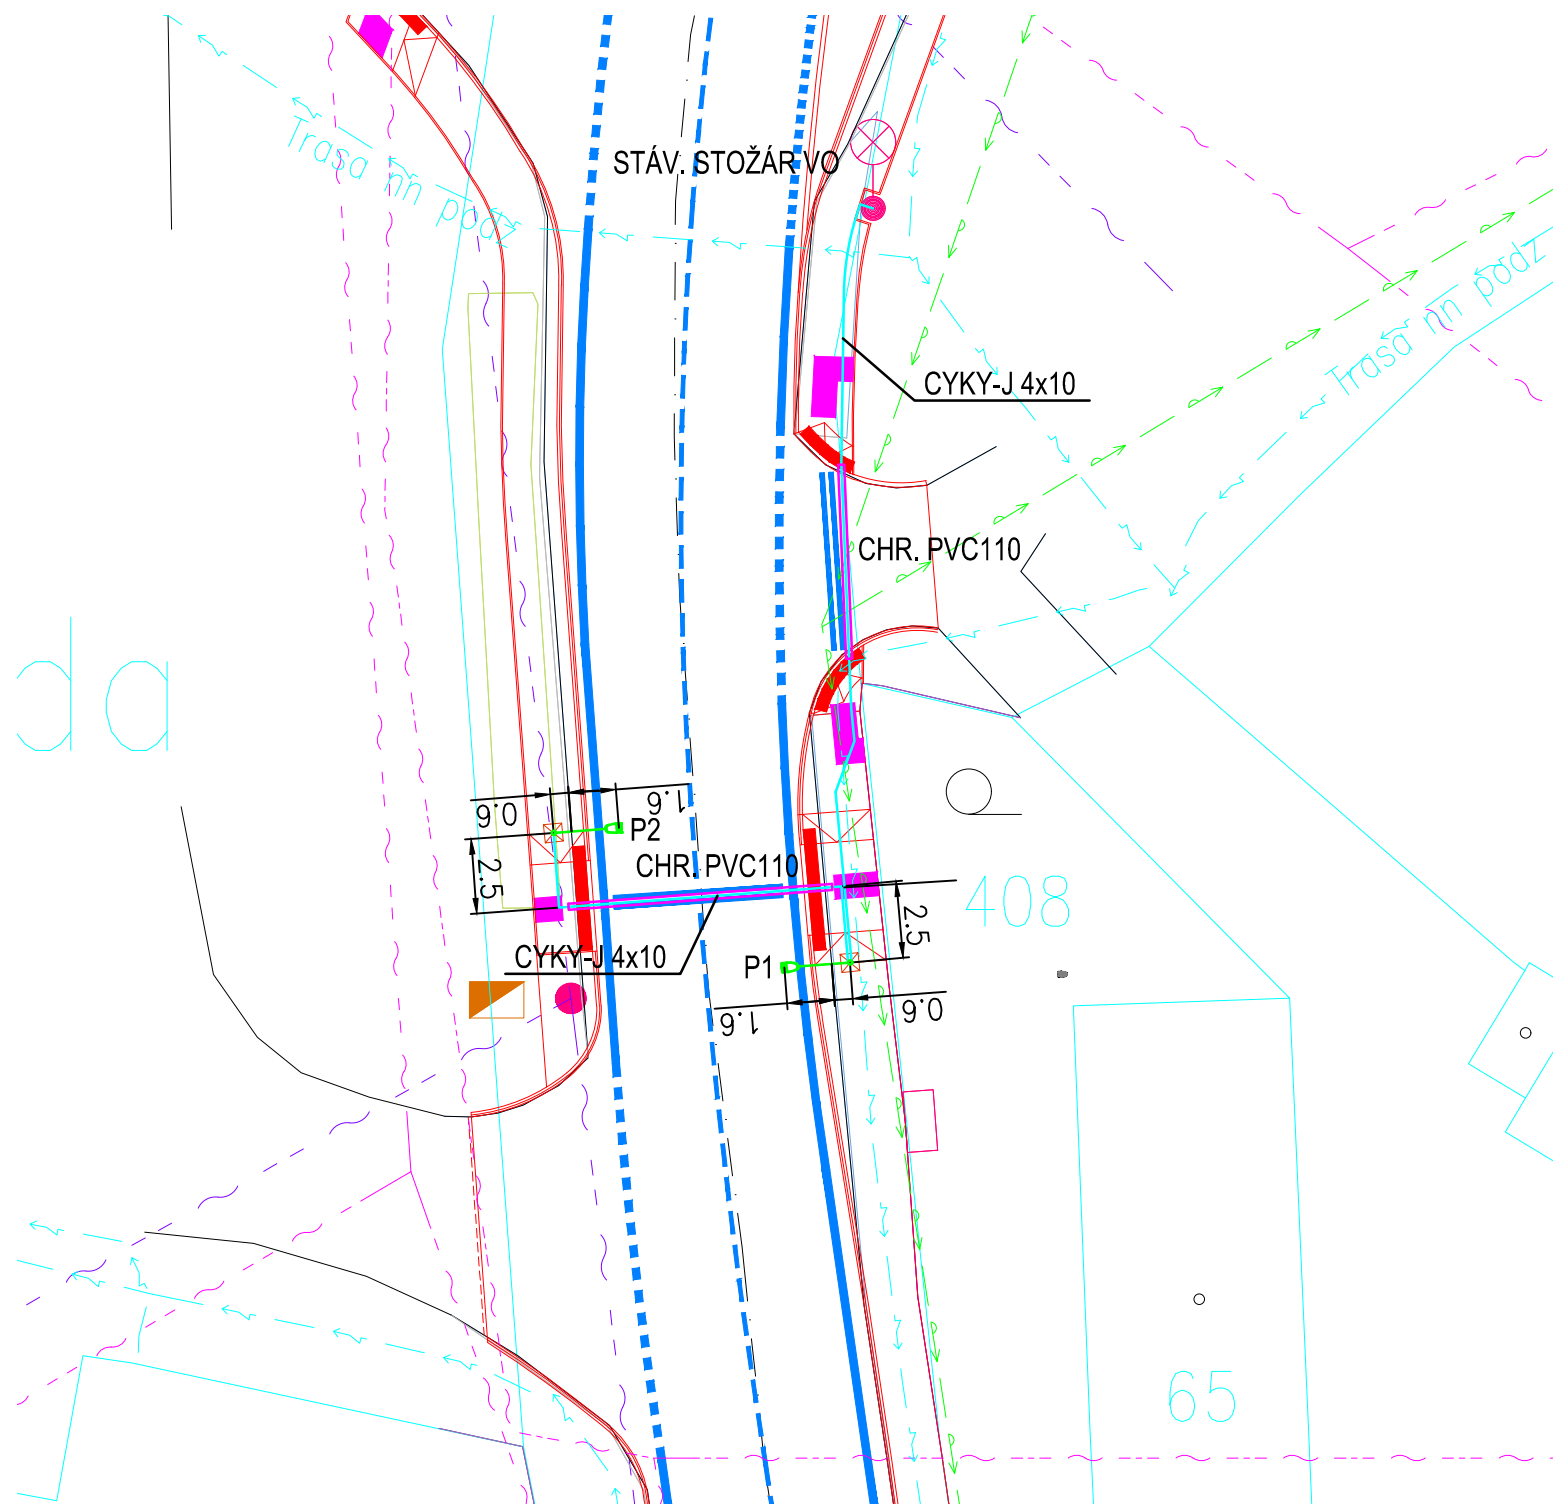 Trasa nn podz
STÁV. STOŽÁR VO
Trasa nn podz
CYKY-J 4x10
CHR. PVC110
da
0.6
1.6
P2
2.5
CHR. PVC110
408
2.5
CYKY-J 4x10
P1
1.6
0.6
65